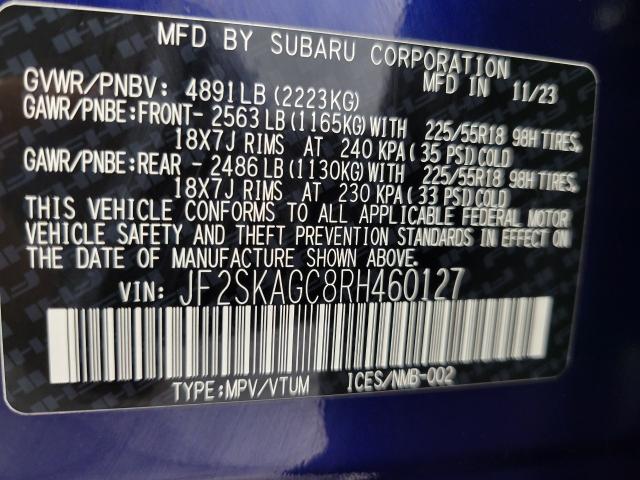 MFD BY SUBARU CORPORATION
GVWR/PNBV: 4891LB (2223KG) MFD IN 11/23
GAWR/PNBE:FRONT- 2563LB (1165KG) WITH 225/55R18 98H TIRES,
18X7J RIMS AT 240 KPA (35 PSI) COLD
GAWR/PNBE:REAR - 2486LB (1130KG) WITH 225/55R18 98H TIRES,
18X7J RIMS AT 230 KPA (33 PSI) COLD
THIS VEHICLE CONFORMS TO ALL APPLICABLE FEDERAL MOTOR
VEHICLE SAFETY AND THEFT PREVENTION STANDARDS IN EFFECT ON
THE DATE OF MANUFACTURE SHOWN ABOVE.
VIN: JF2SKAGC8RH460127
TYPE:MPV/VTUM ICES/NMB-002